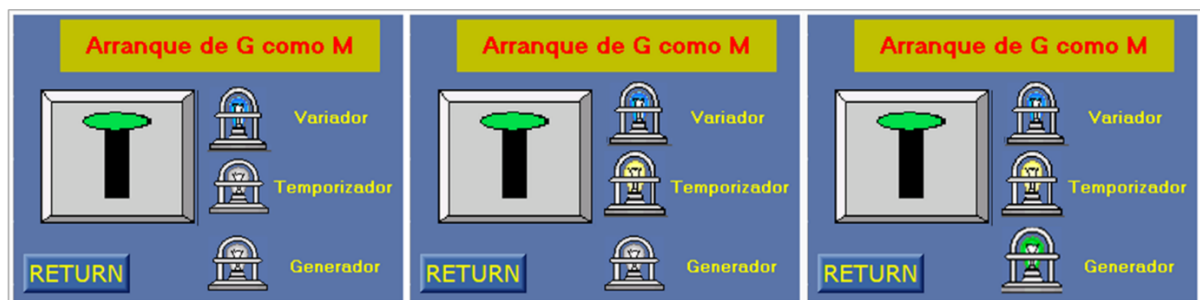 Arranque de G como M
Variador
Temporizador
Generador
RETURN
Arranque de G como M
Variador
Temporizador
Generador
RETURN
Arranque de G como M
Variador
Temporizador
Generador
RETURN